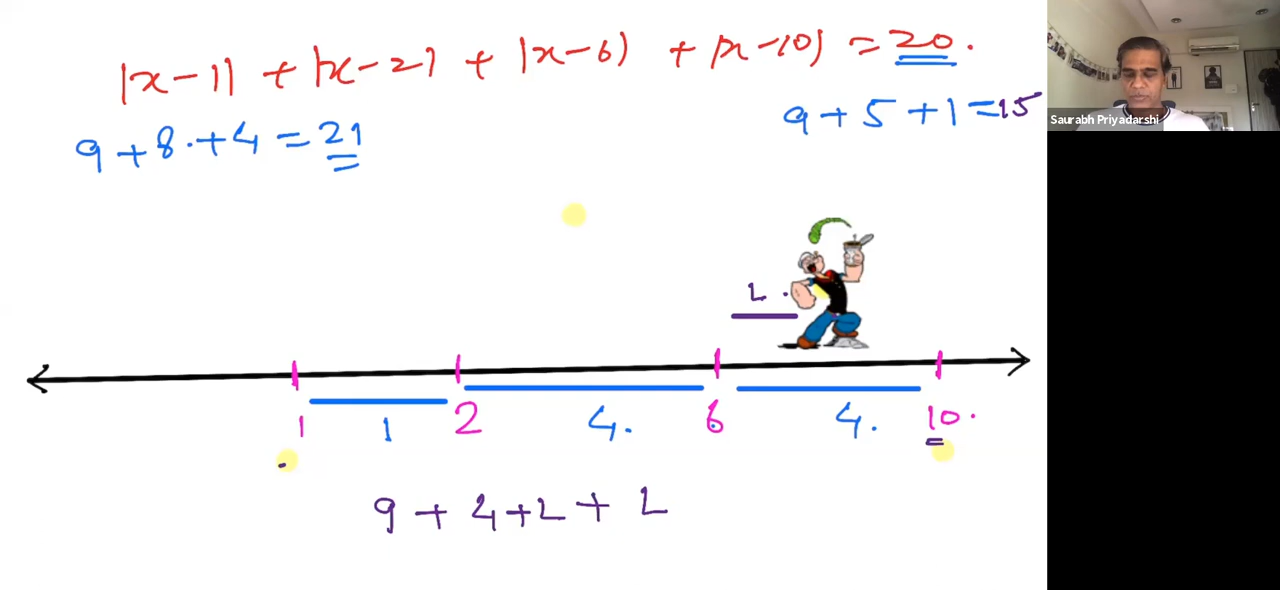 |x-1| + |x-2| + |x-6| + |x-10| = 20.
9 + 8 + 4 = 21
9 + 5 + 1 = 15
Saurabh Priyadarshi
L
1 1 2 4. 6 4. 10.
9 + 4 + L + L